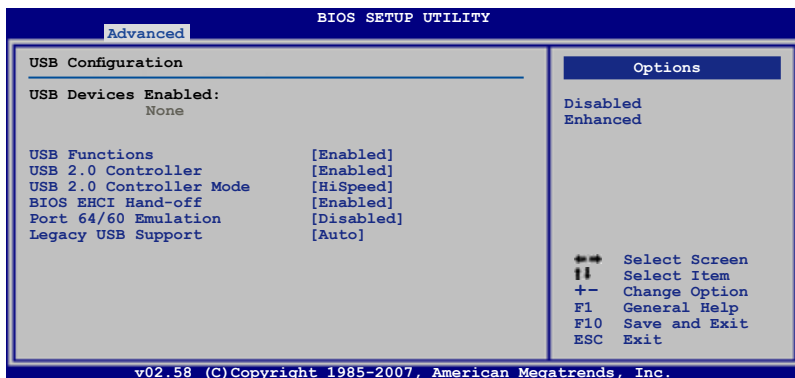 BIOS SETUP UTILITY
Advanced
USB Configuration
USB Devices Enabled:
None
USB Functions [Enabled]
USB 2.0 Controller [Enabled]
USB 2.0 Controller Mode [HiSpeed]
BIOS EHCI Hand-off [Enabled]
Port 64/60 Emulation [Disabled]
Legacy USB Support [Auto]
Options
Disabled
Enhanced
Select Screen
Select Item
+- Change Option
F1 General Help
F10 Save and Exit
ESC Exit
v02.58 (C)Copyright 1985-2007, American Megatrends, Inc.